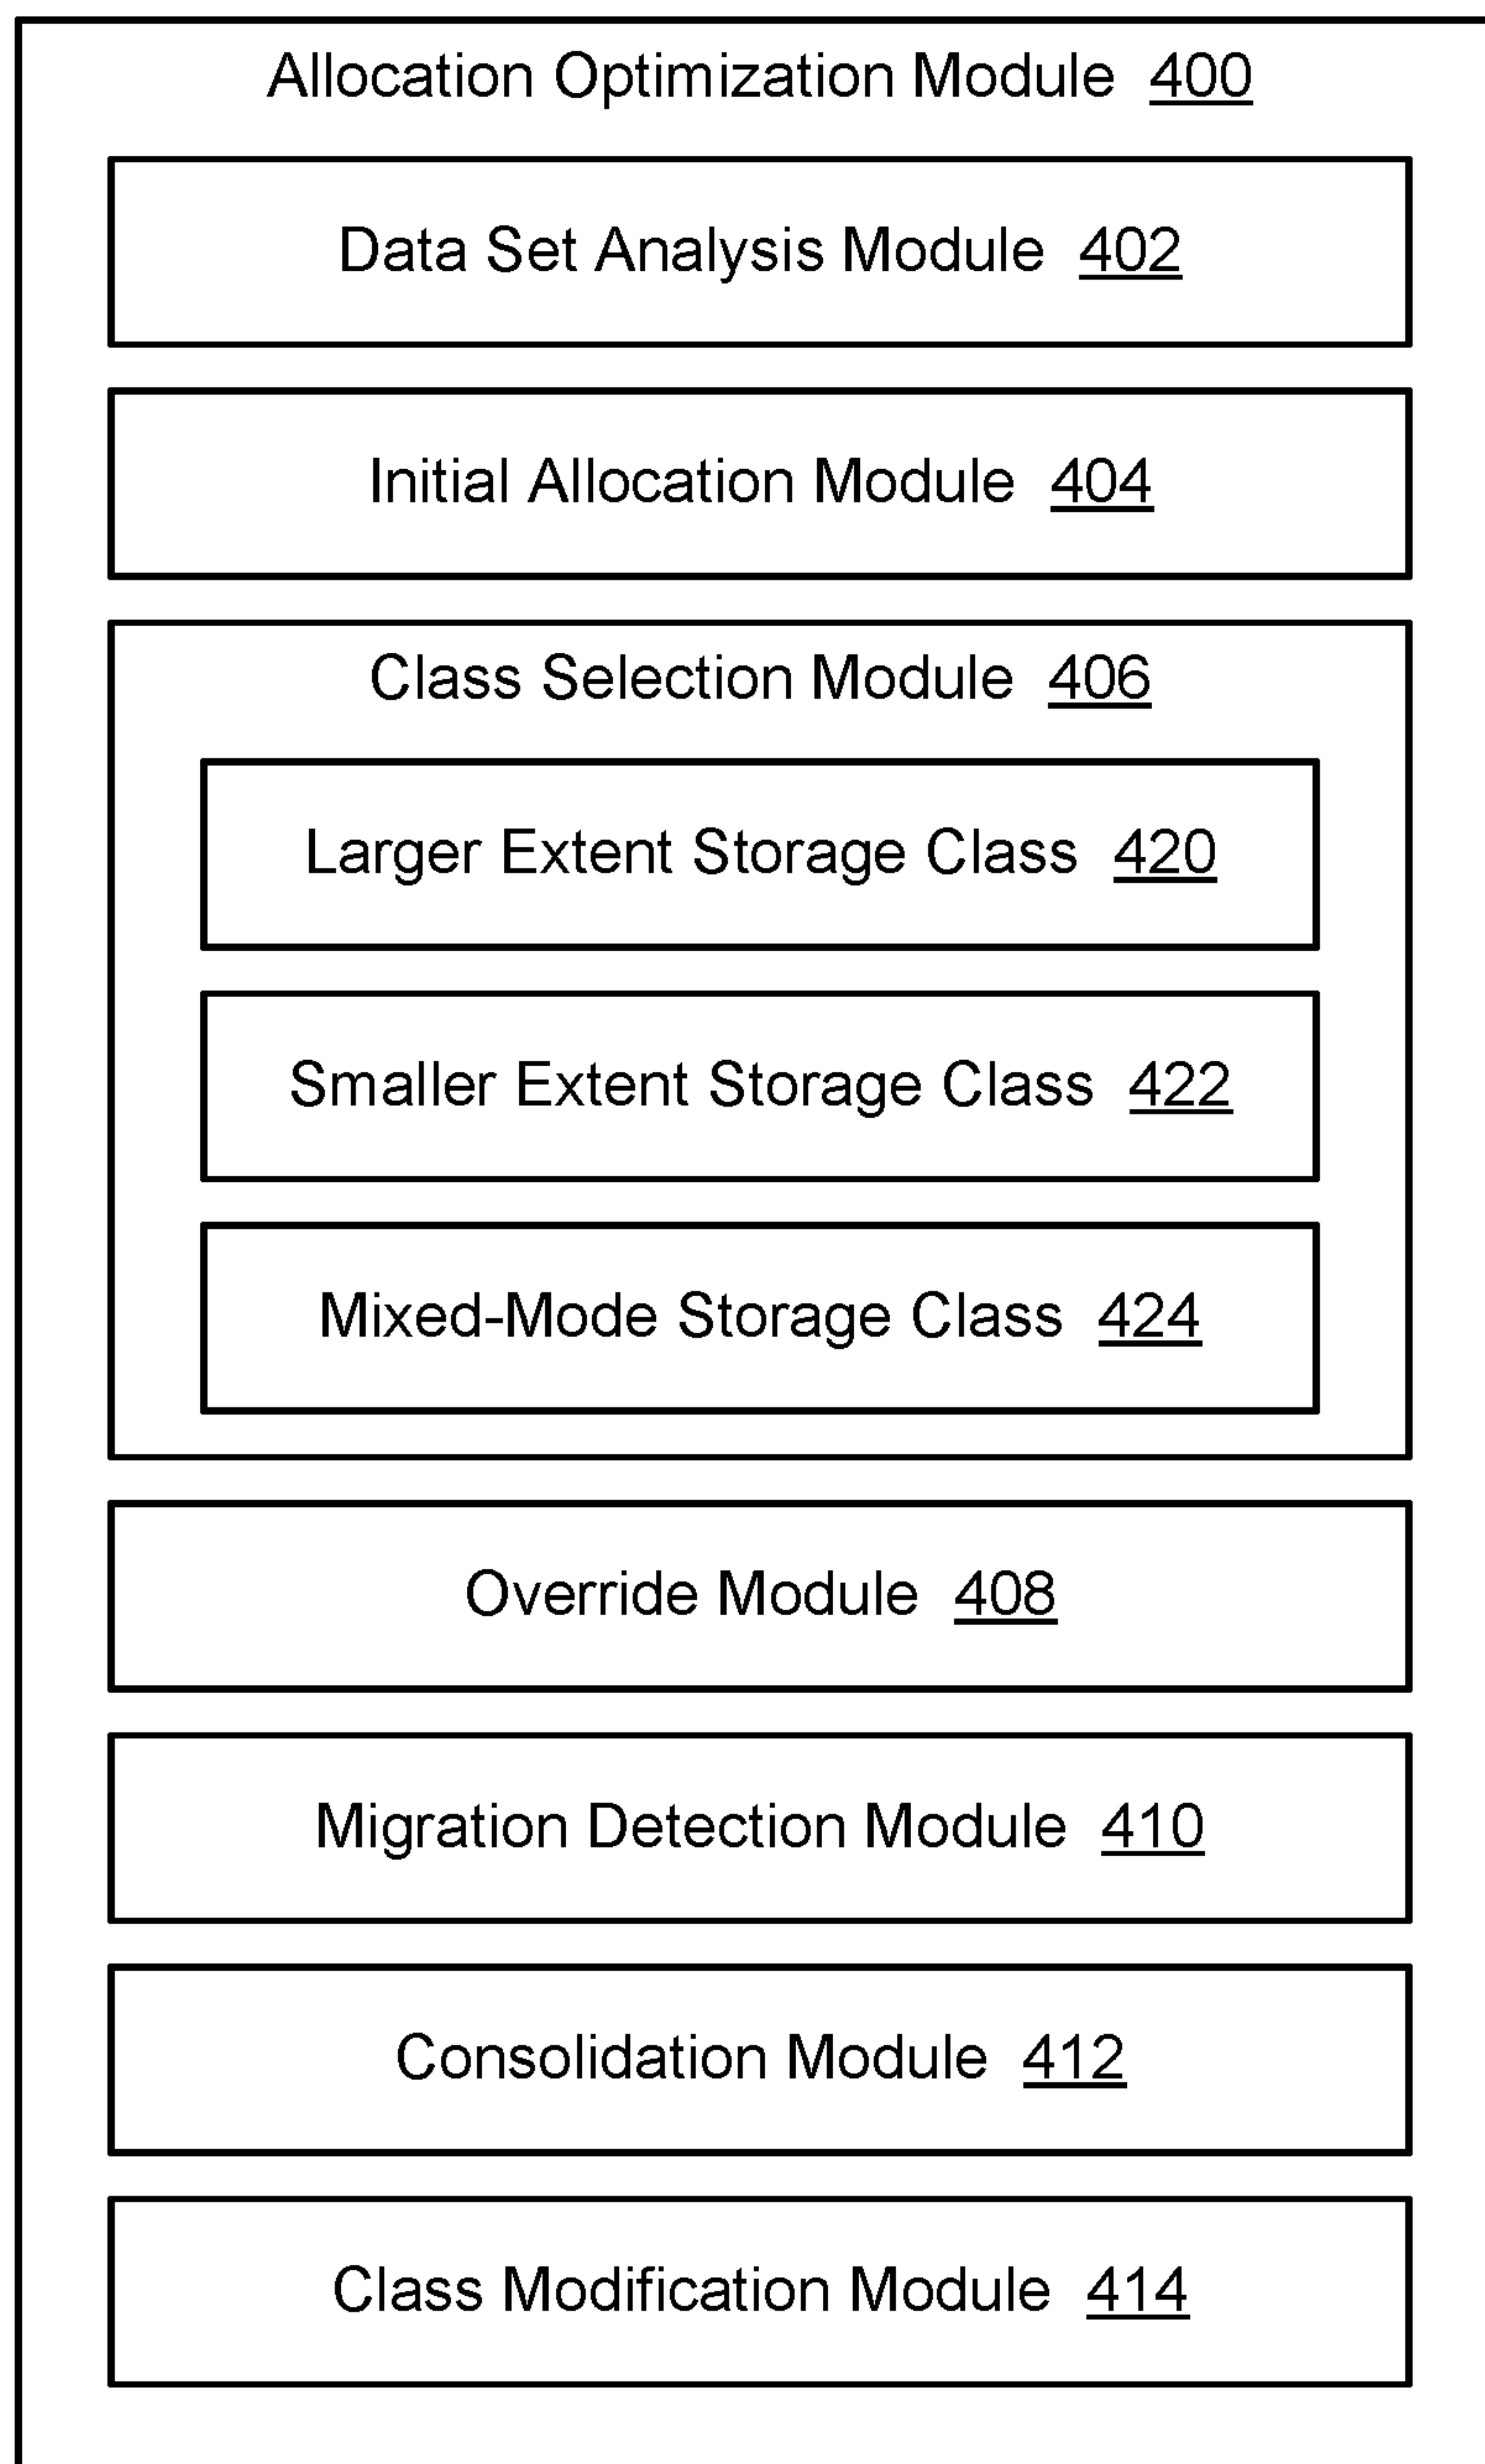 Allocation Optimization Module 400
Data Set Analysis Module 402
Initial Allocation Module 404
Class Selection Module 406
Larger Extent Storage Class 420
Smaller Extent Storage Class 422
Mixed-Mode Storage Class 424
Override Module 408
Migration Detection Module 410
Consolidation Module 412
Class Modification Module 414